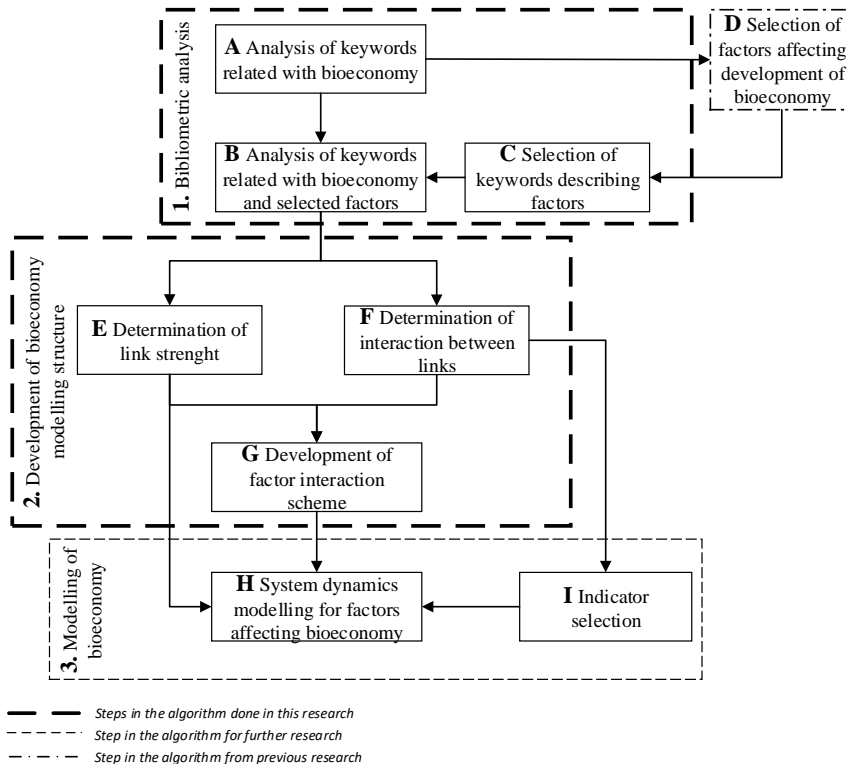 1. Bibliometric analysis
A Analysis of keywords
related with bioeconomy
D Selection of
factors affecting
development of
bioeconomy
B Analysis of keywords
related with bioeconomy
and selected factors
C Selection of
keywords describing
factors
2. Development of bioeconomy
modelling structure
E Determination of
link strenght
F Determination of
interaction between
links
G Development of
factor interaction
scheme
3. Modelling of
bioeconomy
H System dynamics
modelling for factors
affecting bioeconomy
I Indicator
selection
Steps in the algorithm done in this research
Step in the algorithm for further research
Step in the algorithm from previous research